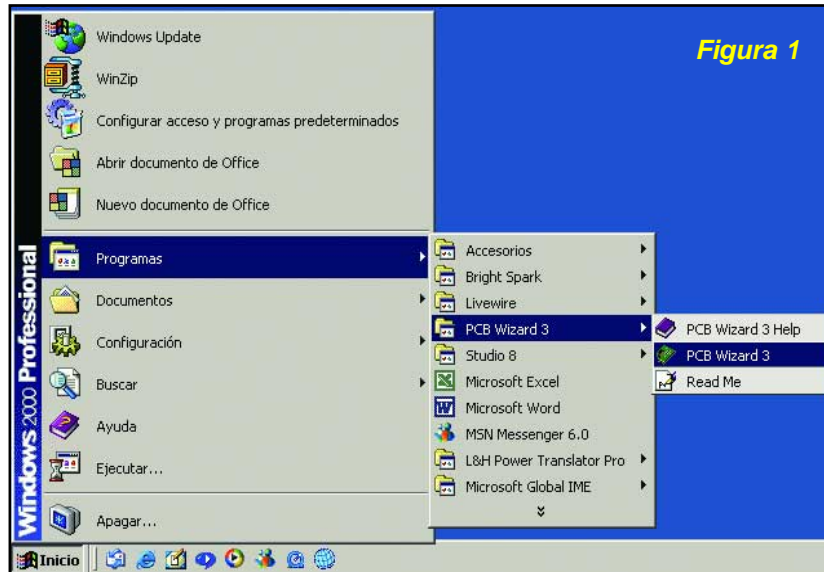 Figura 1
Windows Update
WinZip
Configurar acceso y programas predeterminados
Abrir documento de Office
Nuevo documento de Office
Programas
Documentos
Configuración
Buscar
Ayuda
Ejecutar...
Apagar...
Windows 2000 Professional
Accesorios
Bright Spark
Livewire
PCB Wizard 3
Studio 8
Microsoft Excel
Microsoft Word
MSN Messenger 6.0
L&H Power Translator Pro
Microsoft Global IME
PCB Wizard 3 Help
PCB Wizard 3
Read Me
Inicio